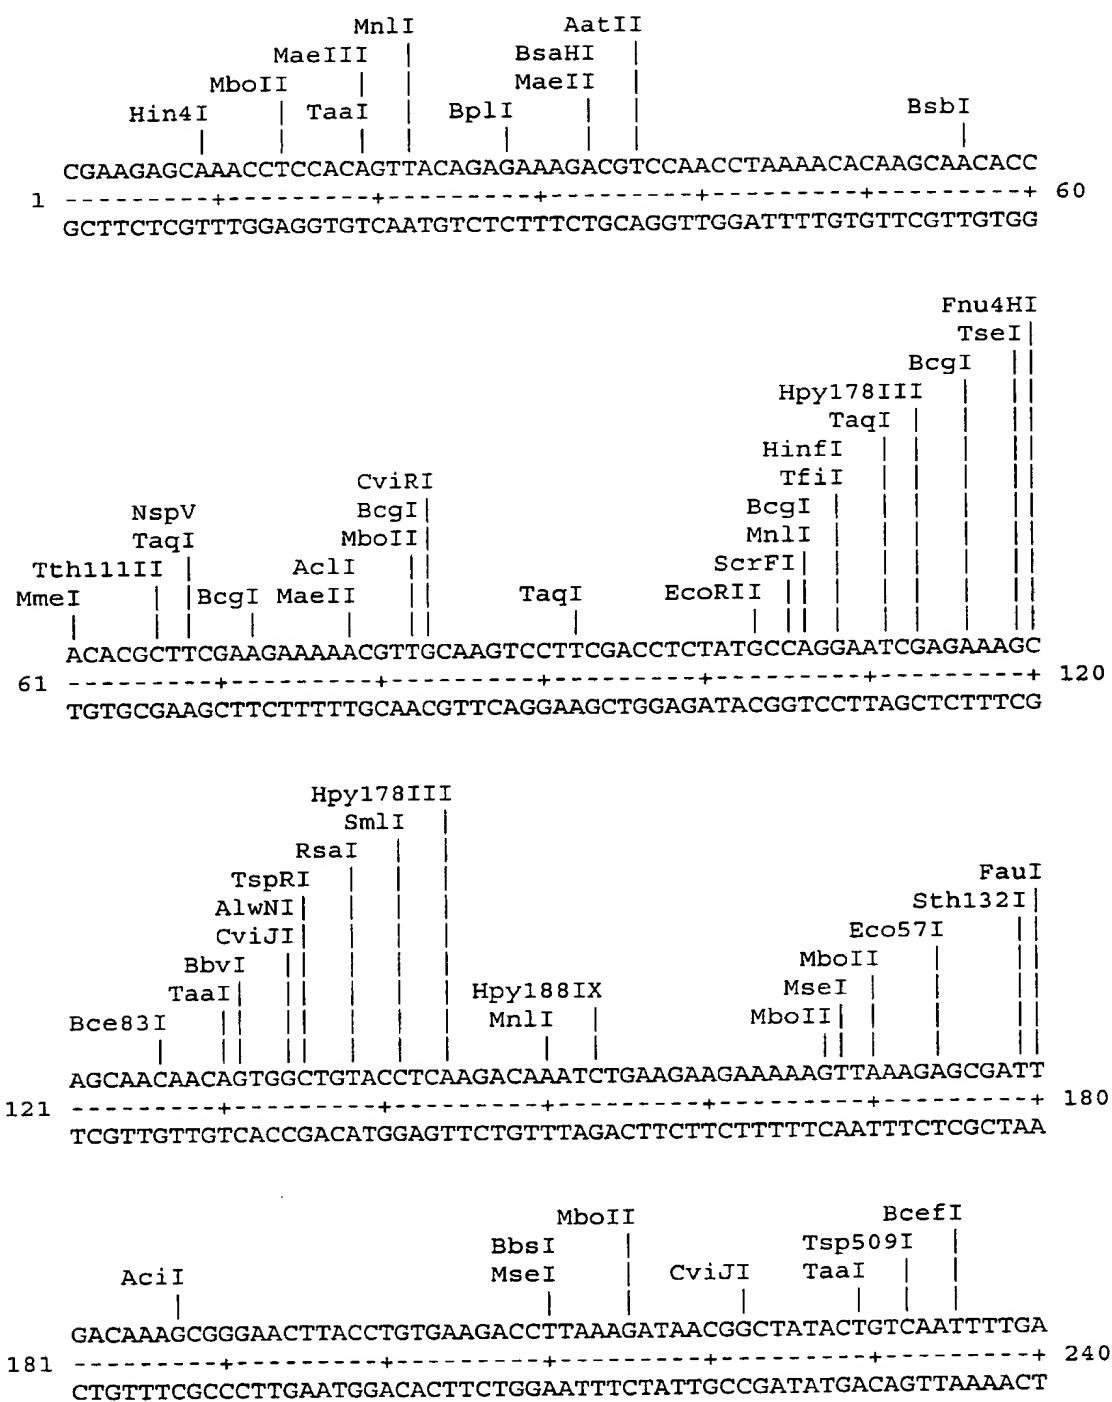 MnlI AatII
MaeIII BsaHI
MboII MaeII
Hin4I TaaI BplI BsbI
CGAAGAGCAAACCTCCACAGTTACAGAGAAAGACGTCCAACCTAAAACACAAGCAACACC
1 ---------+---------+---------+---------+---------+---------+ 60
GCTTCTCGTTTGGAGGTGTCAATGTCTCTTTCTGCAGGTTGGATTTTGTGTTCGTTGTGG
Fnu4HI
TseI
BcgI
Hpy178III
TaqI
HinfI
CviRI TfiI
NspV BcgI BcgI
TaqI MboII MnlI
Tth111II AclI ScrFI
MmeI BcgI MaeII TaqI EcoRII
ACACGCTTCGAAGAAAAACGTTGCAAGTCCTTCGACCTCTATGCCAGGAATCGAGAAAGC
61 ---------+---------+---------+---------+---------+---------+ 120
TGTGCGAAGCTTCTTTTTGCAACGTTCAGGAAGCTGGAGATACGGTCCTTAGCTCTTTCG
Hpy178III
SmlI
RsaI
TspRI FauI
AlwNI Sth132I
CviJI Eco57I
BbvI MboII
TaaI Hpy188IX MseI
Bce83I MnlI MboII
AGCAACAACAGTGGCTGTACCTCAAGACAAATCTGAAGAAGAAAAAGTTAAAGAGCGATT
121 ---------+---------+---------+---------+---------+---------+ 180
TCGTTGTTGTCACCGACATGGAGTTCTGTTTAGACTTCTTCTTTTTCAATTTCTCGCTAA
MboII BcefI
BbsI Tsp509I
AciI MseI CviJI TaaI
GACAAAGCGGGAACTTACCTGTGAAGACCTTAAAGATAACGGCTATACTGTCAATTTTGA
181 ---------+---------+---------+---------+---------+---------+ 240
CTGTTTCGCCCTTGAATGGACACTTCTGGAATTTCTATTGCCGATATGACAGTTAAAACT